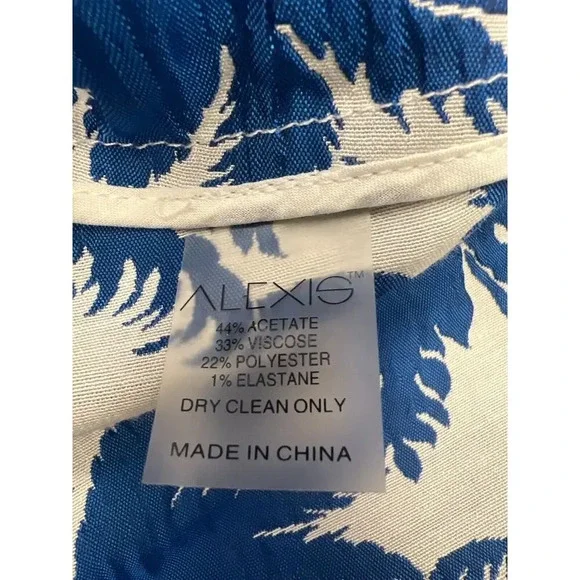 ALEXIS™
44% ACETATE
33% VISCOSE
22% POLYESTER
1% ELASTANE
DRY CLEAN ONLY
MADE IN CHINA